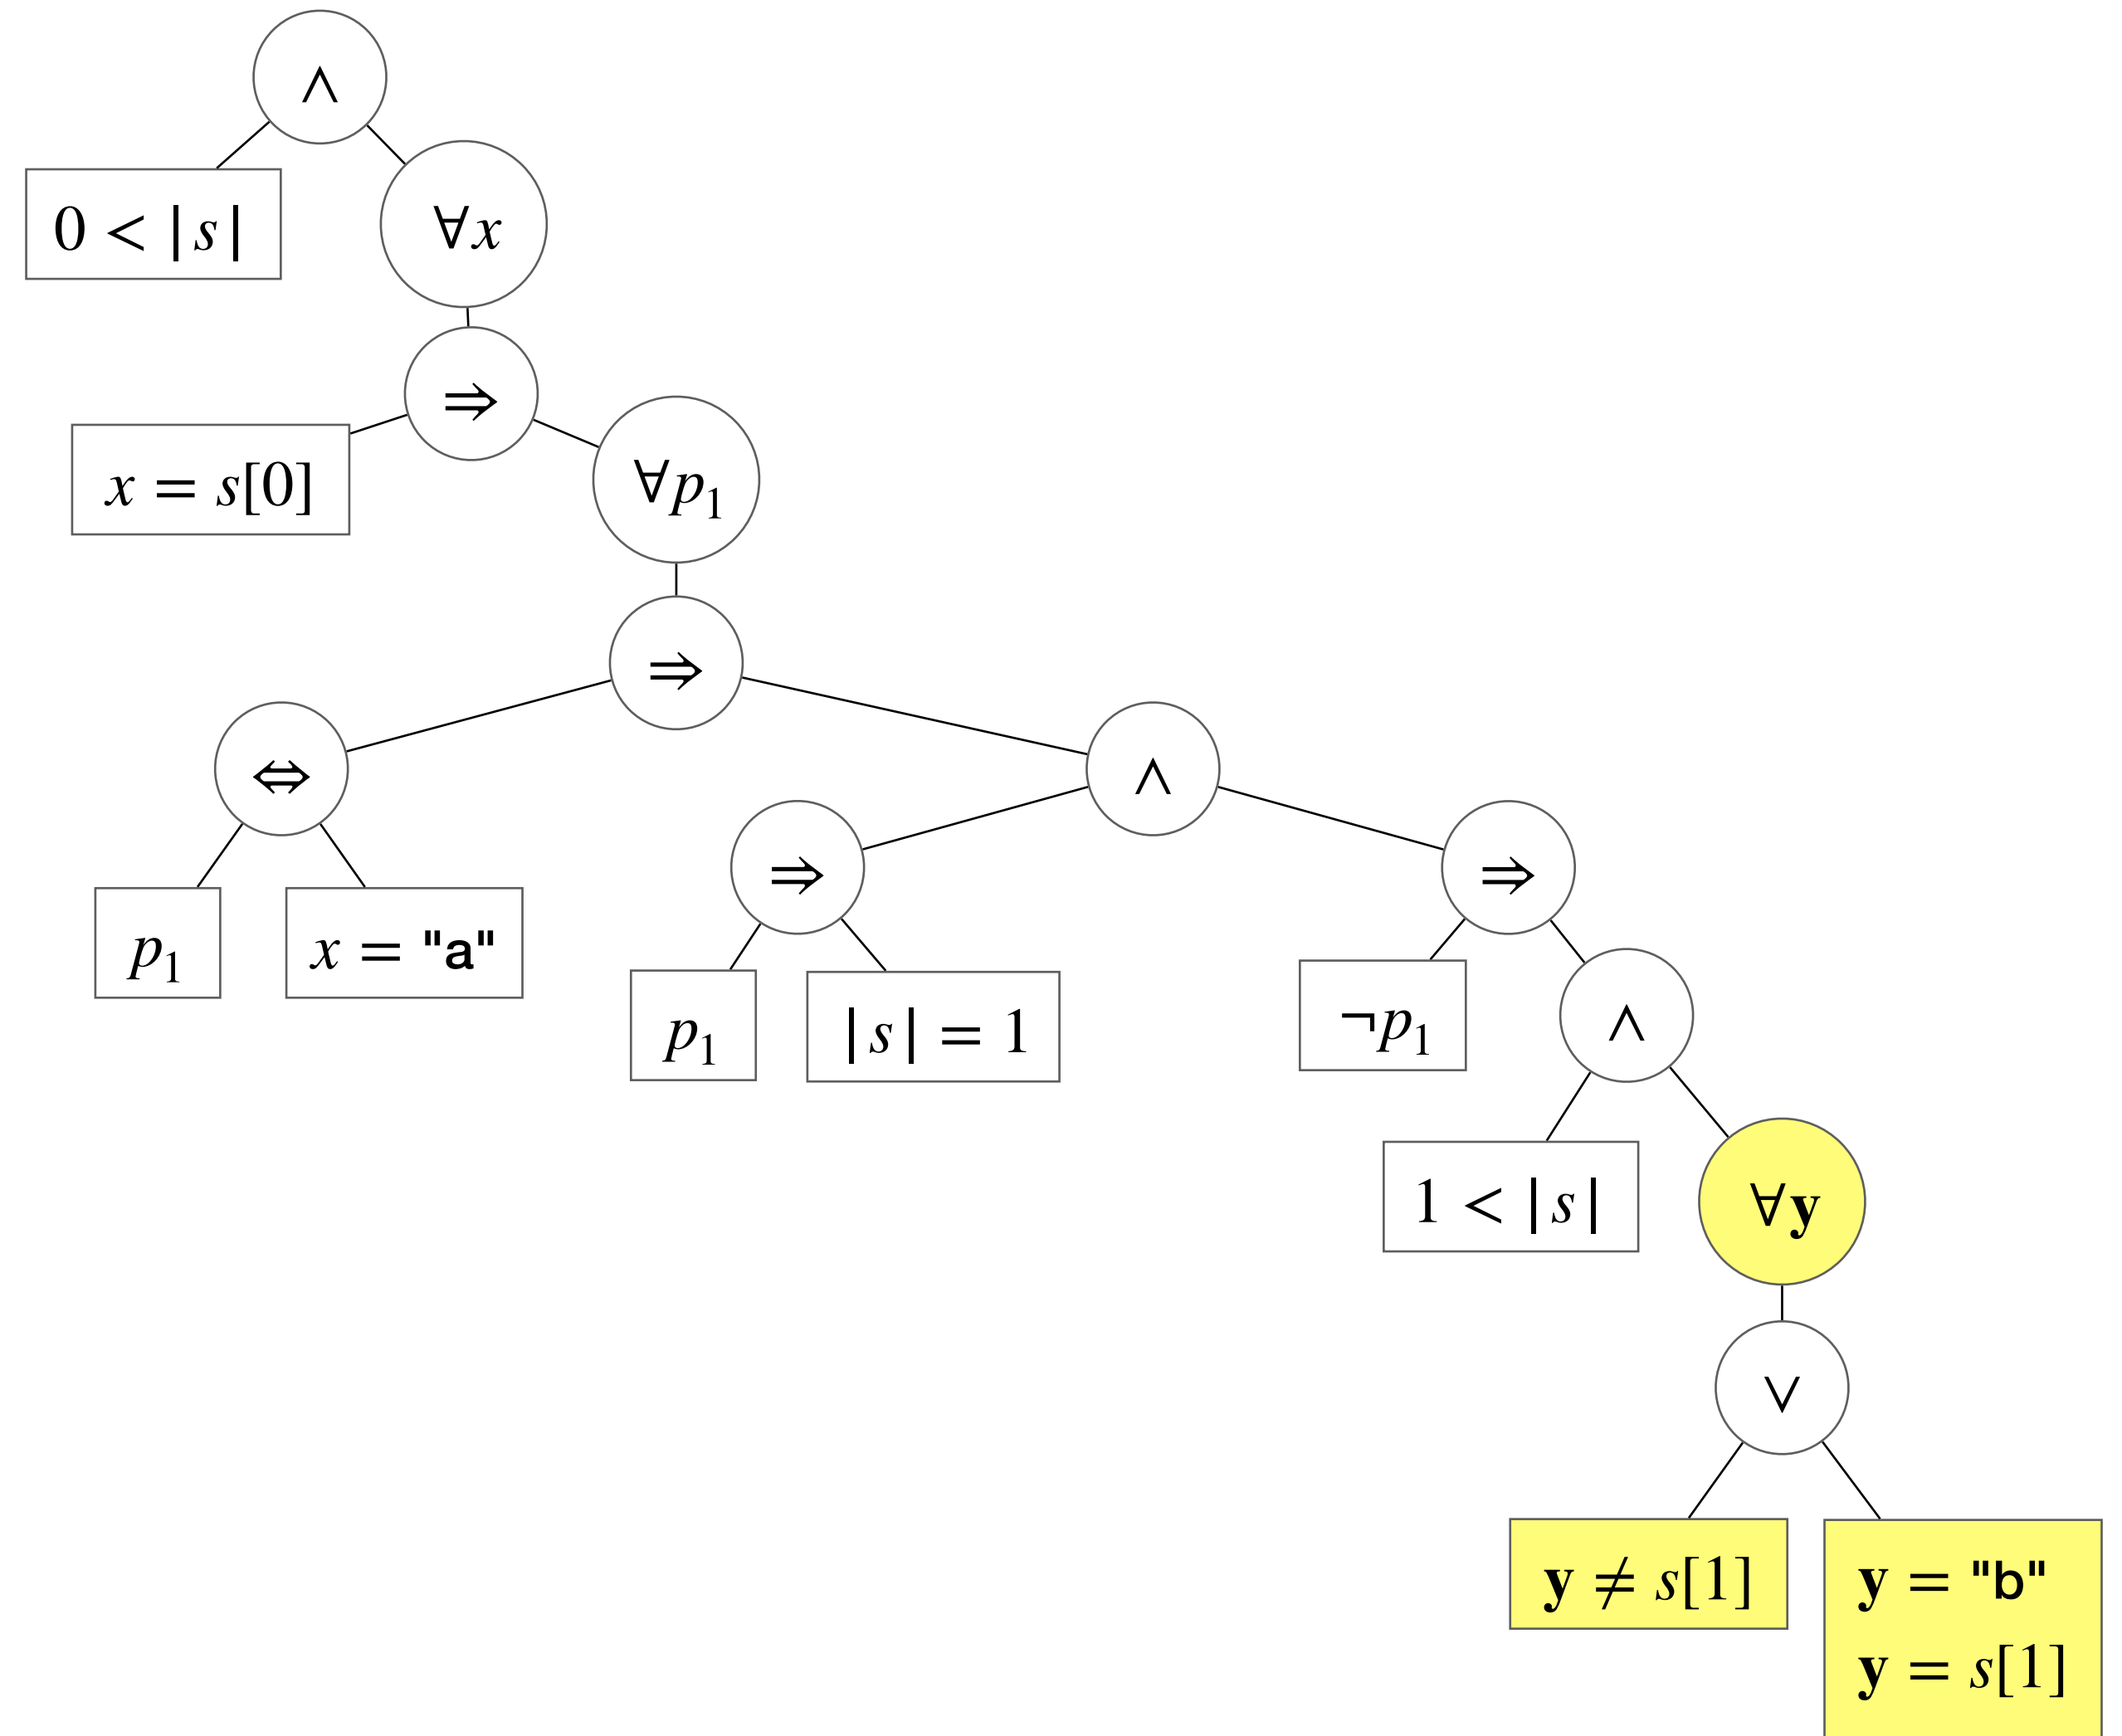 ∧
0 < |s|
∀x
⇒
x = s[0]
∀p₁
⇒
⇔
∧
p₁
x = "a"
⇒
⇒
p₁
|s| = 1
¬p₁
∧
1 < |s|
∀y
∨
y ≠ s[1]
y = "b"
y = s[1]